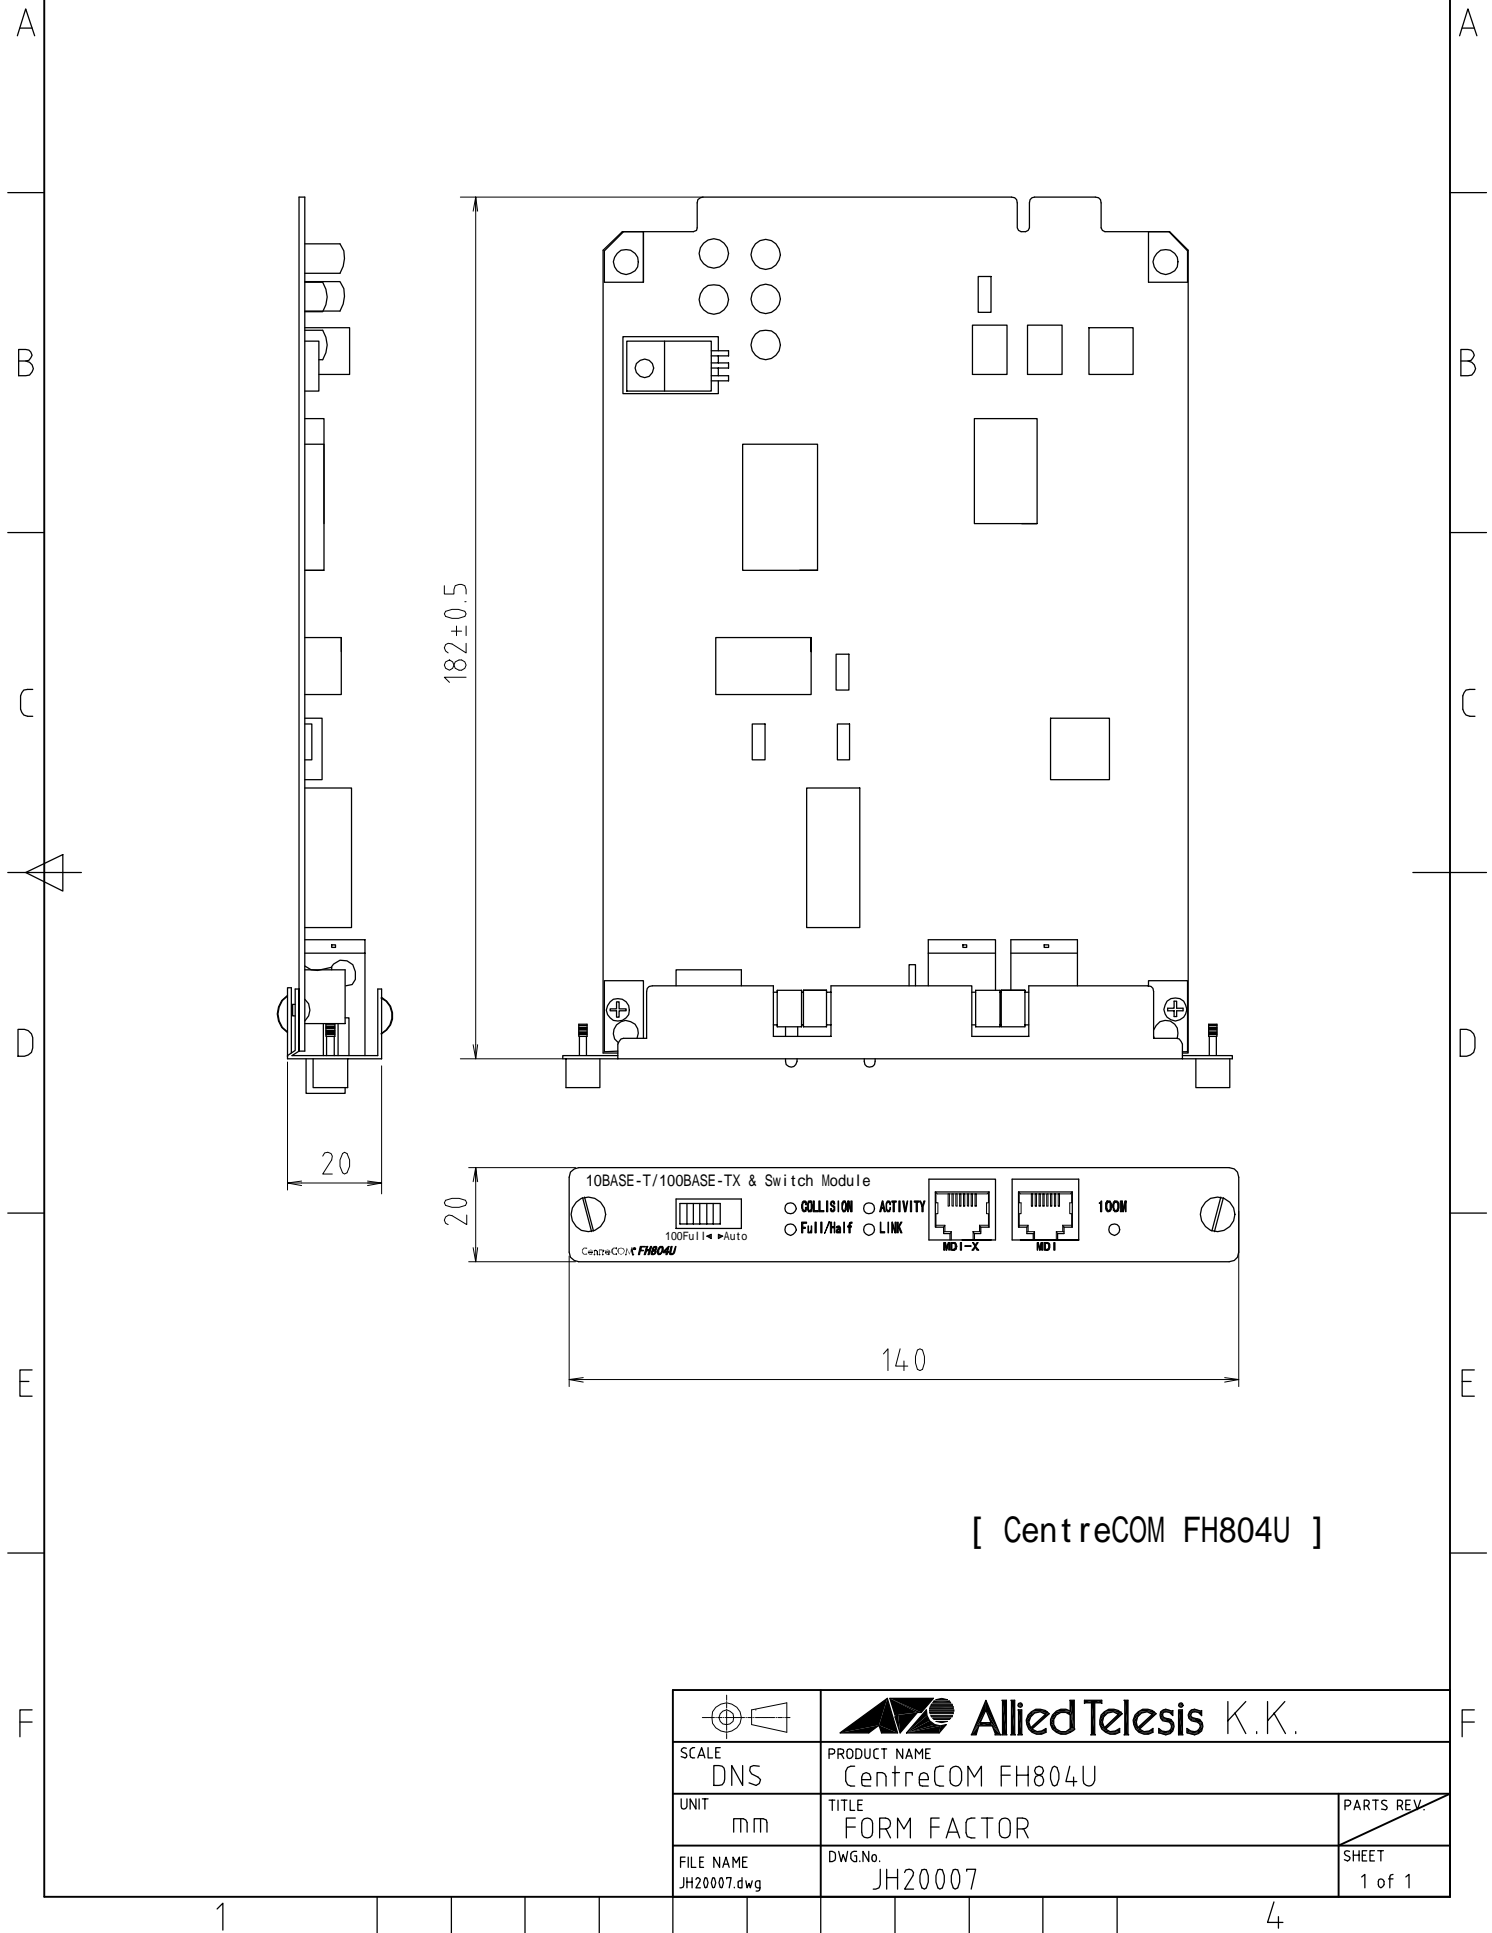 A
A
B
B
182±0.5
C
C
D
D
20
20
10BASE-T/100BASE-TX & Switch Module
COLLISION
ACTIVITY
100M
Full/Half
LINK
100Full◄ ►Auto
CentreCOM® FH804U
MDI-X
MDI
140
E
E
[ CentreCOM FH804U ]
F
F
Allied Telesis K.K.
SCALE
DNS
PRODUCT NAME
CentreCOM FH804U
UNIT
mm
TITLE
FORM FACTOR
PARTS REV.
FILE NAME
JH20007.dwg
DWG.No.
JH20007
SHEET
1 of 1
1
4